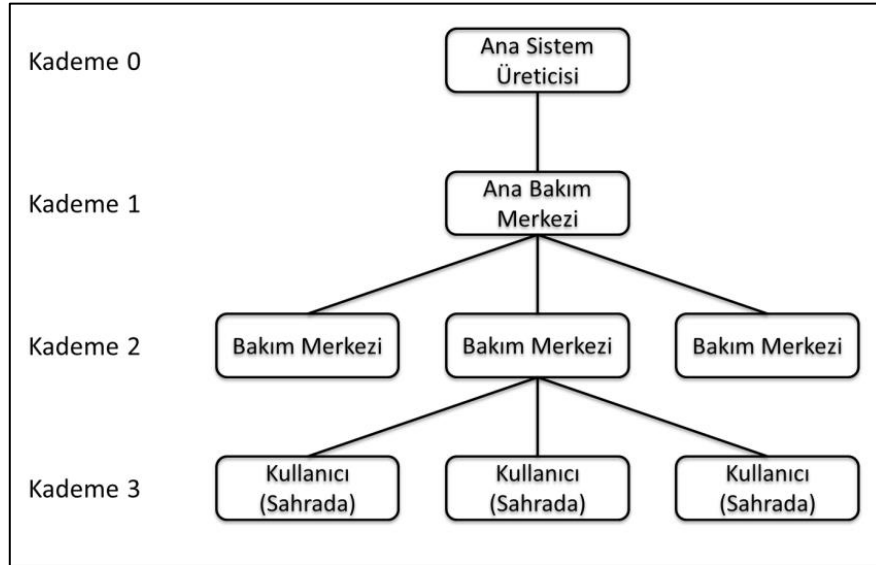 Kademe 0
Ana Sistem
Üreticisi
Kademe 1
Ana Bakım
Merkezi
Kademe 2
Bakım Merkezi
Bakım Merkezi
Bakım Merkezi
Kademe 3
Kullanıcı
(Sahrada)
Kullanıcı
(Sahrada)
Kullanıcı
(Sahrada)